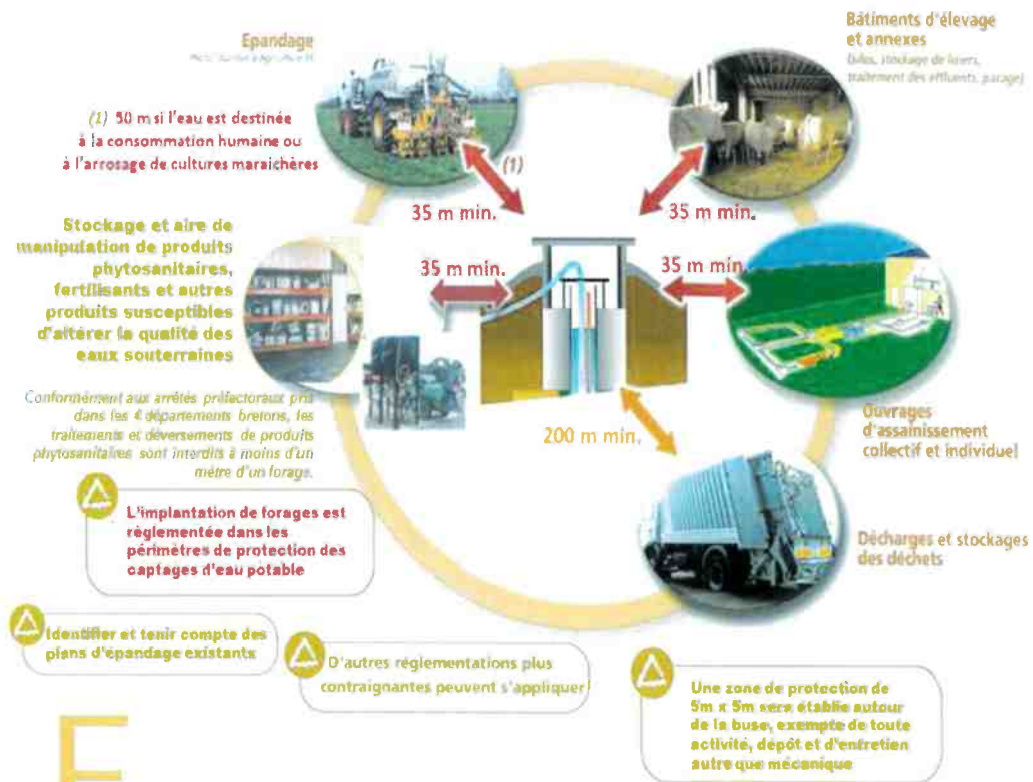 Epandage
Bâtiments d'élevage
et annexes
(silos, stockage de lisiers,
traitement des effluents, parage)
(1) 50 m si l'eau est destinée
à la consommation humaine ou
à l'arrosage de cultures maraichères
(1)
35 m min.
35 m min.
Stockage et aire de
manipulation de produits
phytosanitaires,
fertilisants et autres
produits susceptibles
d'altérer la qualité des
eaux souterraines
35 m min.
35 m min.
Conformément aux arrêtés préfectoraux pris
dans les 4 départements bretons, les
traitements et déversements de produits
phytosanitaires sont interdits à moins d'un
mètre d'un forage.
200 m min.
Ouvrages
d'assainissement
collectif et individuel
Décharges et stockages
des déchets
L'implantation de forages est
règlementée dans les
périmètres de protection des
captages d'eau potable
Identifier et tenir compte des
plans d'épandage existants
D'autres réglementations plus
contraignantes peuvent s'appliquer
Une zone de protection de
5m x 5m sera établie autour
de la buse, exempte de toute
activité, dépôt et d'entretien
autre que mécanique